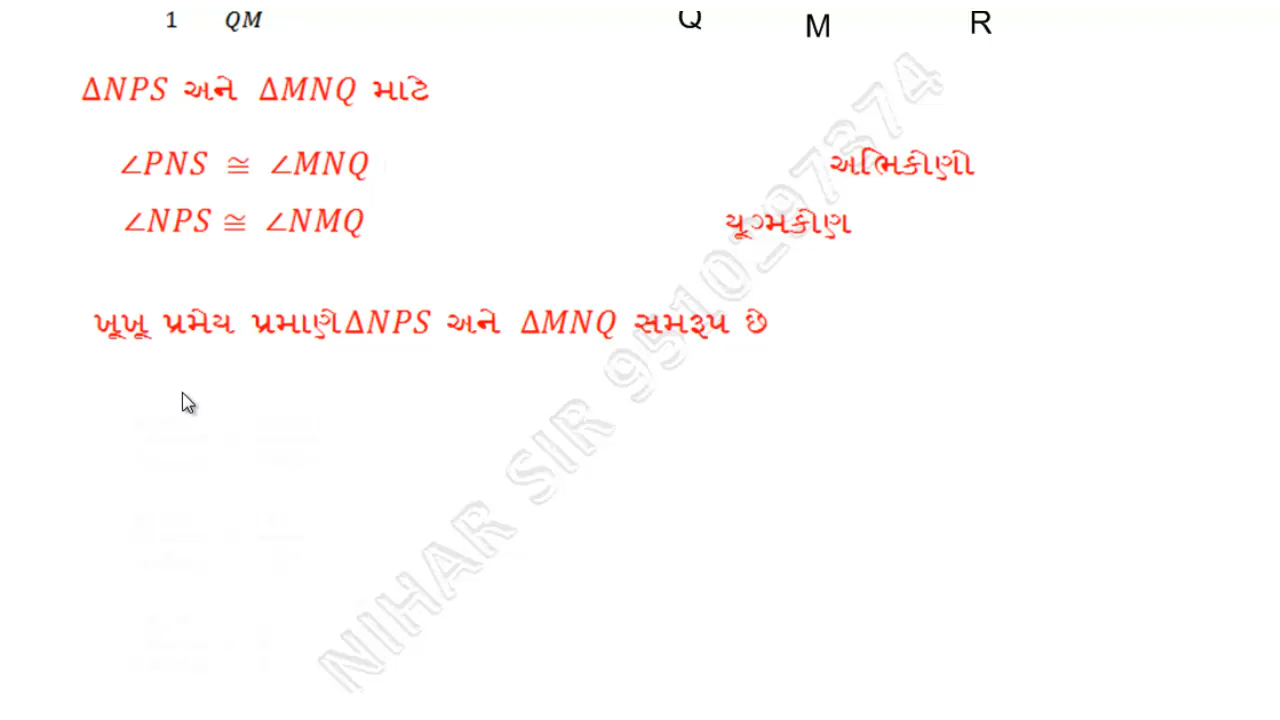 1 QM Q M R
ΔNPS અને ΔMNQ માટે
∠PNS ≅ ∠MNQ અભિકોણો
∠NPS ≅ ∠NMQ યૂગ્મકોણ
ખૂખૂ પ્રમેય પ્રમાણે ΔNPS અને ΔMNQ સમરૂપ છે
NIHAR SIR 9510_297374